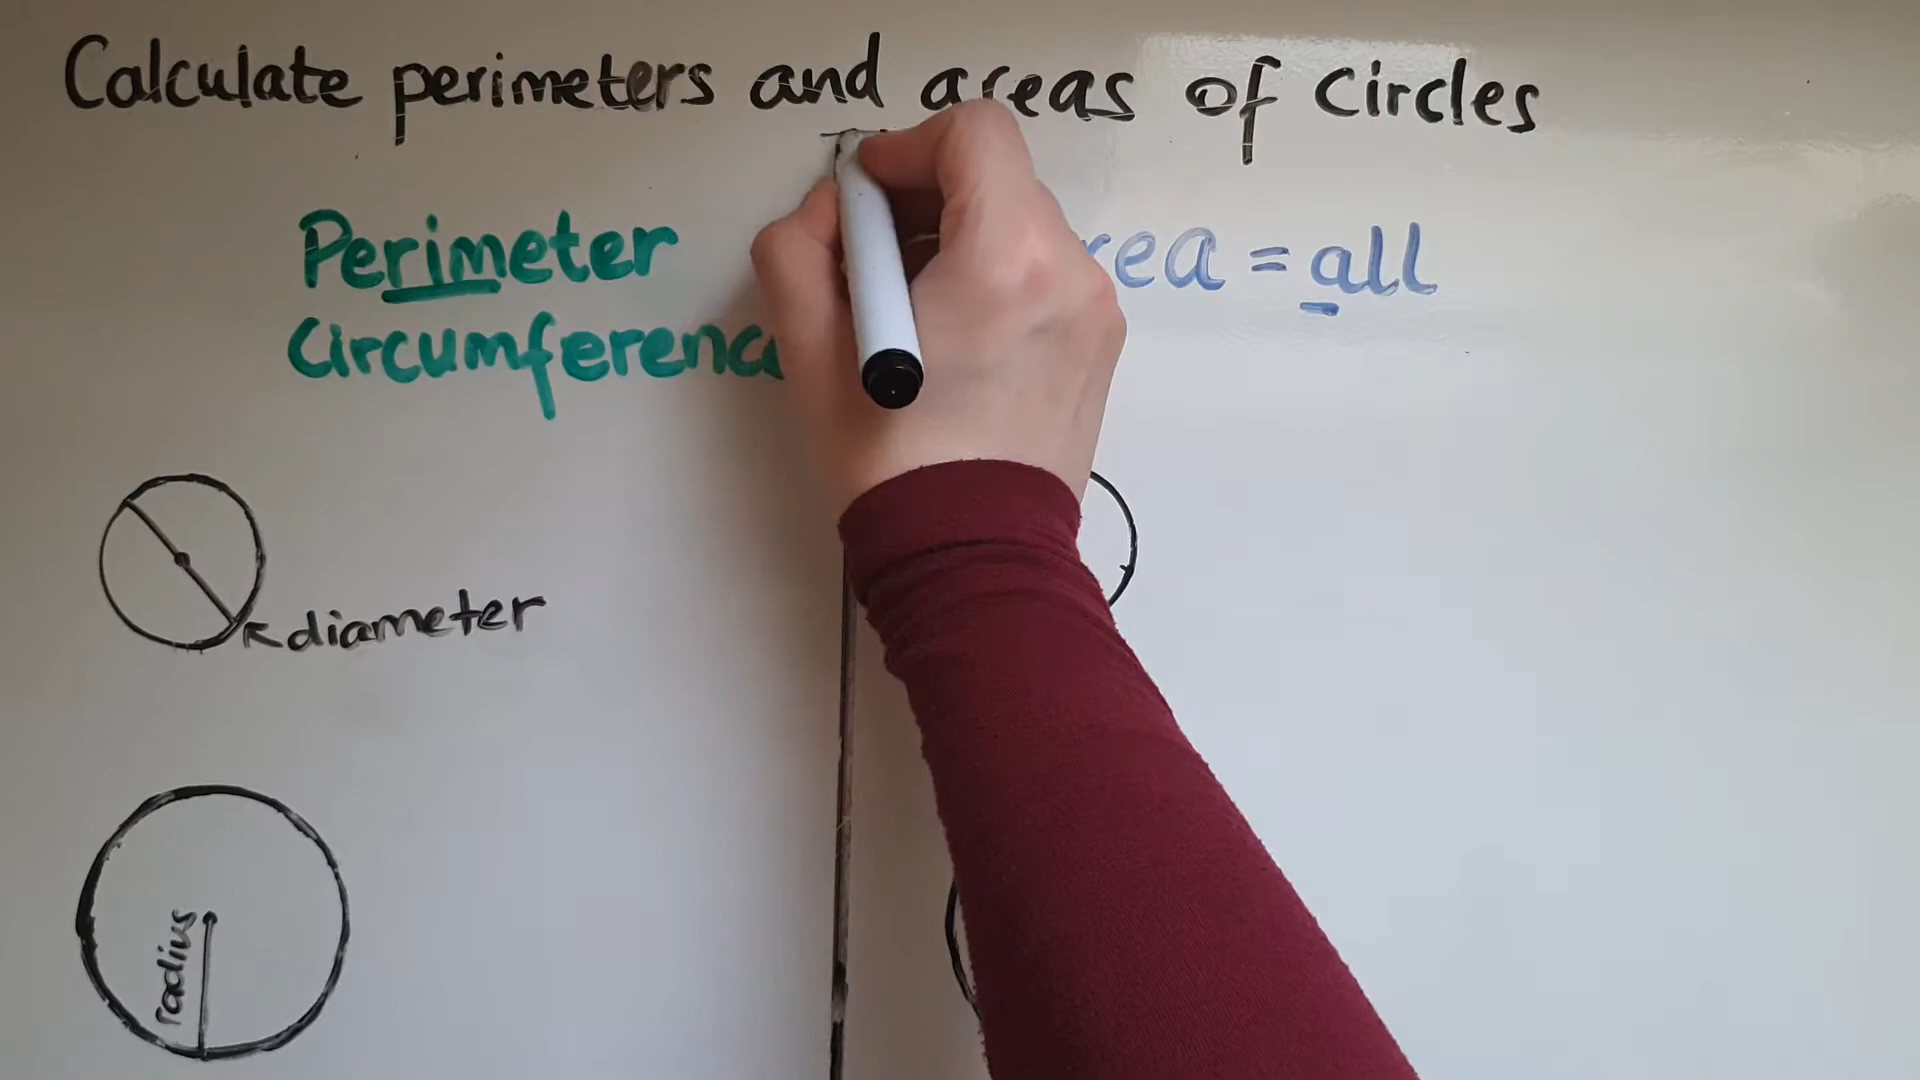 Calculate perimeters and areas of Circles
Perimeter
rea = all
Circumferenc
diameter
radius